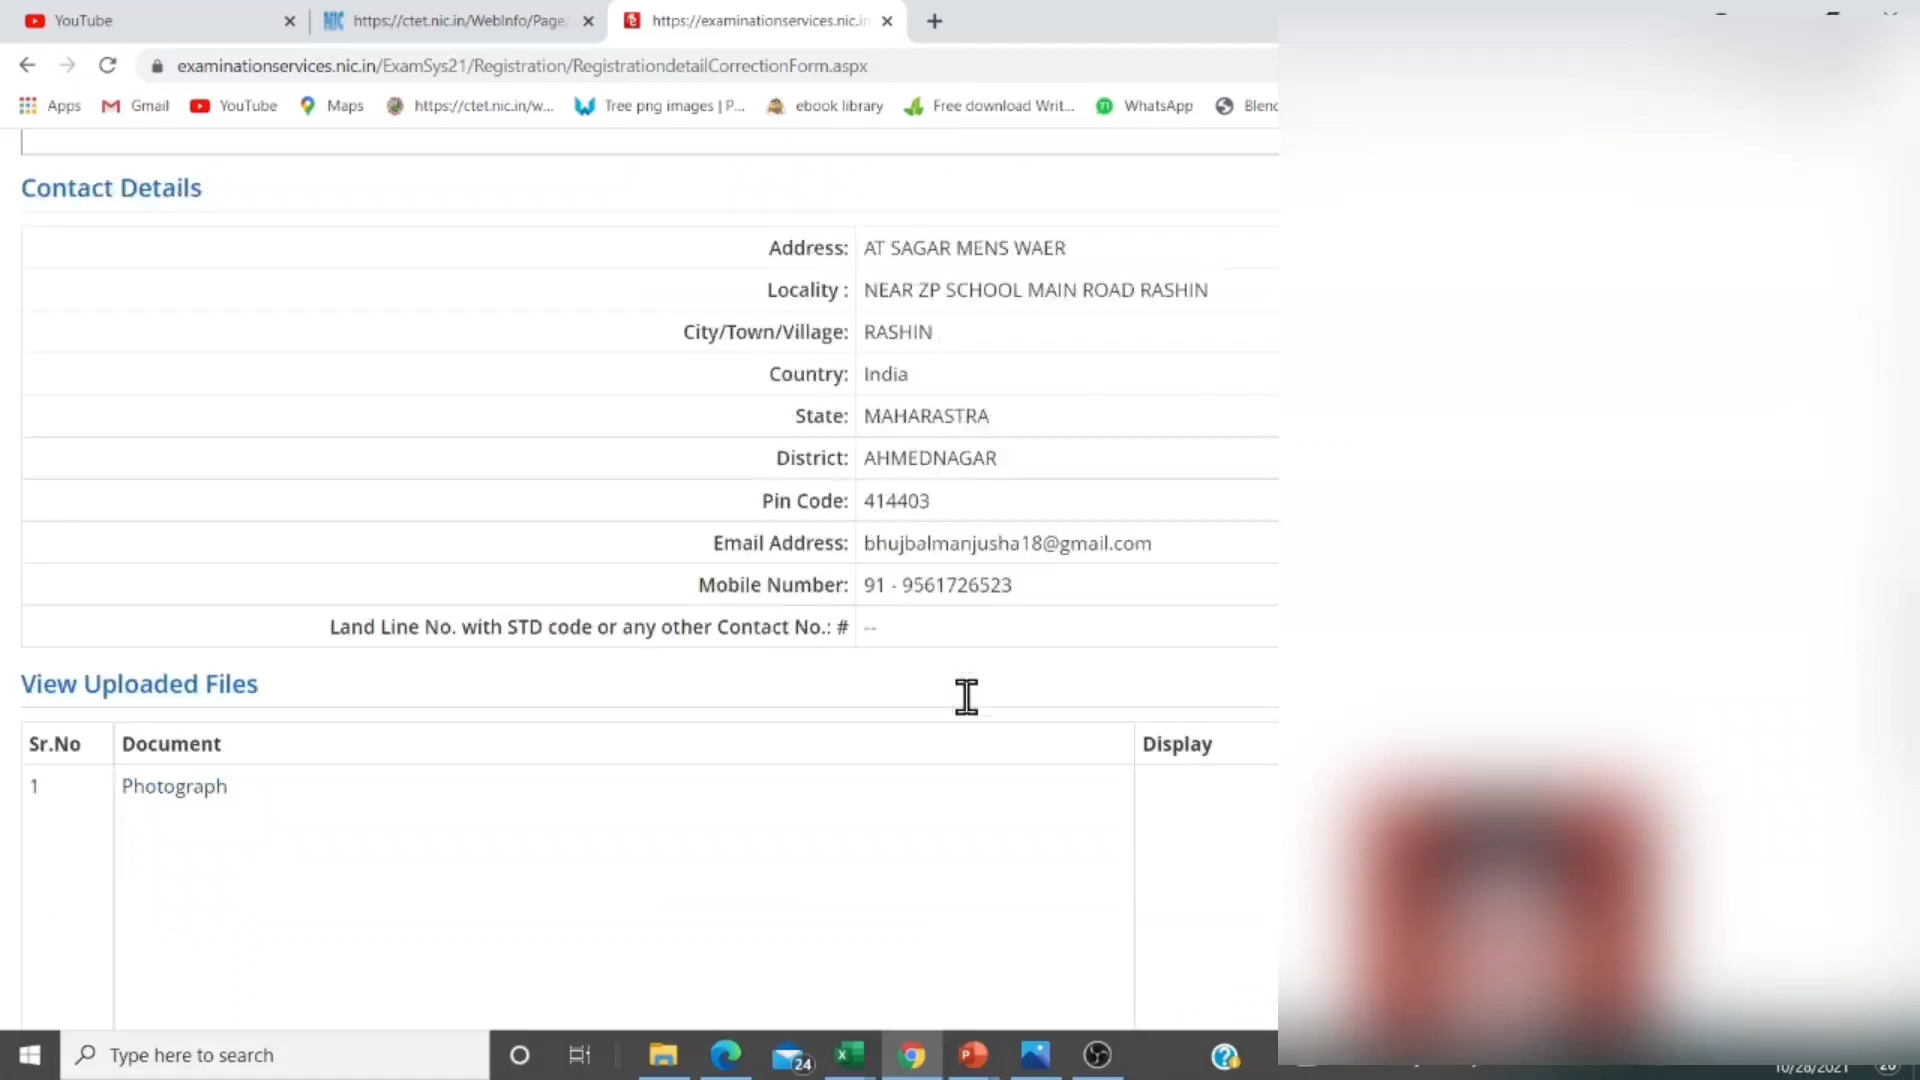 YouTube https://ctet.nic.in/WebInfo/Page/ https://examinationservices.nic.in
examinationservices.nic.in/ExamSys21/Registration/RegistrationdetailCorrectionForm.aspx
Apps Gmail YouTube Maps https://ctet.nic.in/w... Tree png images | P... ebook library Free download Writ... WhatsApp Blend
Contact Details
Address: AT SAGAR MENS WAER
Locality : NEAR ZP SCHOOL MAIN ROAD RASHIN
City/Town/Village: RASHIN
Country: India
State: MAHARASTRA
District: AHMEDNAGAR
Pin Code: 414403
Email Address: bhujbalmanjusha18@gmail.com
Mobile Number: 91 - 9561726523
Land Line No. with STD code or any other Contact No.: # --
View Uploaded Files
Sr.No Document Display
1 Photograph
Type here to search 24
10/28/2021